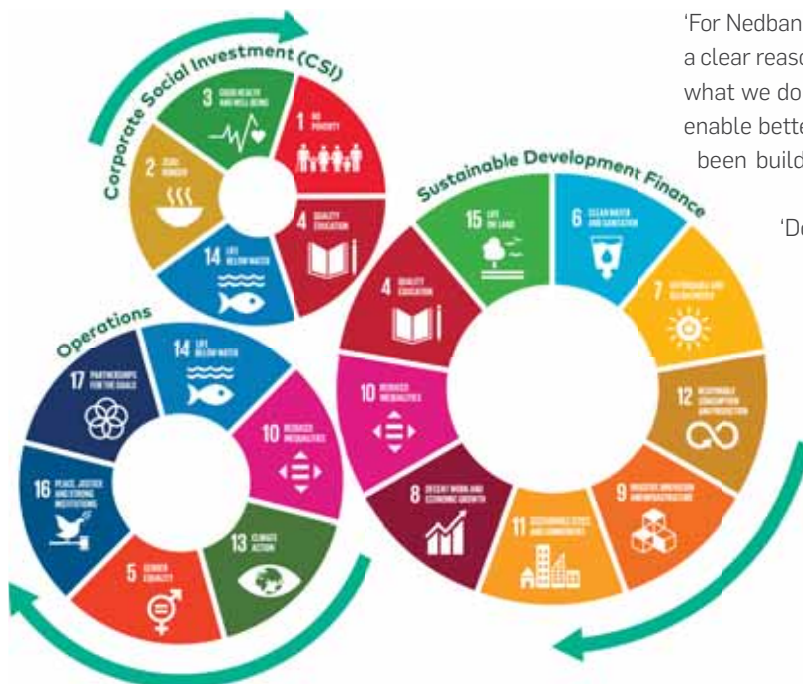 Corporate Social Investment (CSI)
3 GOOD HEALTH
AND WELL-BEING
1 NO
POVERTY
4 QUALITY
EDUCATION
14 LIFE
BELOW WATER
2 ZERO
HUNGER
Sustainable Development Finance
15 LIFE
ON LAND
6 CLEAN WATER
AND SANITATION
7 AFFORDABLE AND
CLEAN ENERGY
12 RESPONSIBLE
CONSUMPTION
AND PRODUCTION
9 INDUSTRY, INNOVATION
AND INFRASTRUCTURE
11 SUSTAINABLE CITIES
AND COMMUNITIES
8 DECENT WORK AND
ECONOMIC GROWTH
10 REDUCED
INEQUALITIES
4 QUALITY
EDUCATION
Operations
14 LIFE
BELOW WATER
10 REDUCED
INEQUALITIES
13 CLIMATE
ACTION
5 GENDER
EQUALITY
16 PEACE, JUSTICE
AND STRONG
INSTITUTIONS
17 PARTNERSHIPS
FOR THE GOALS
'For Nedban
a clear reaso
what we do
enable bette
been build
'De